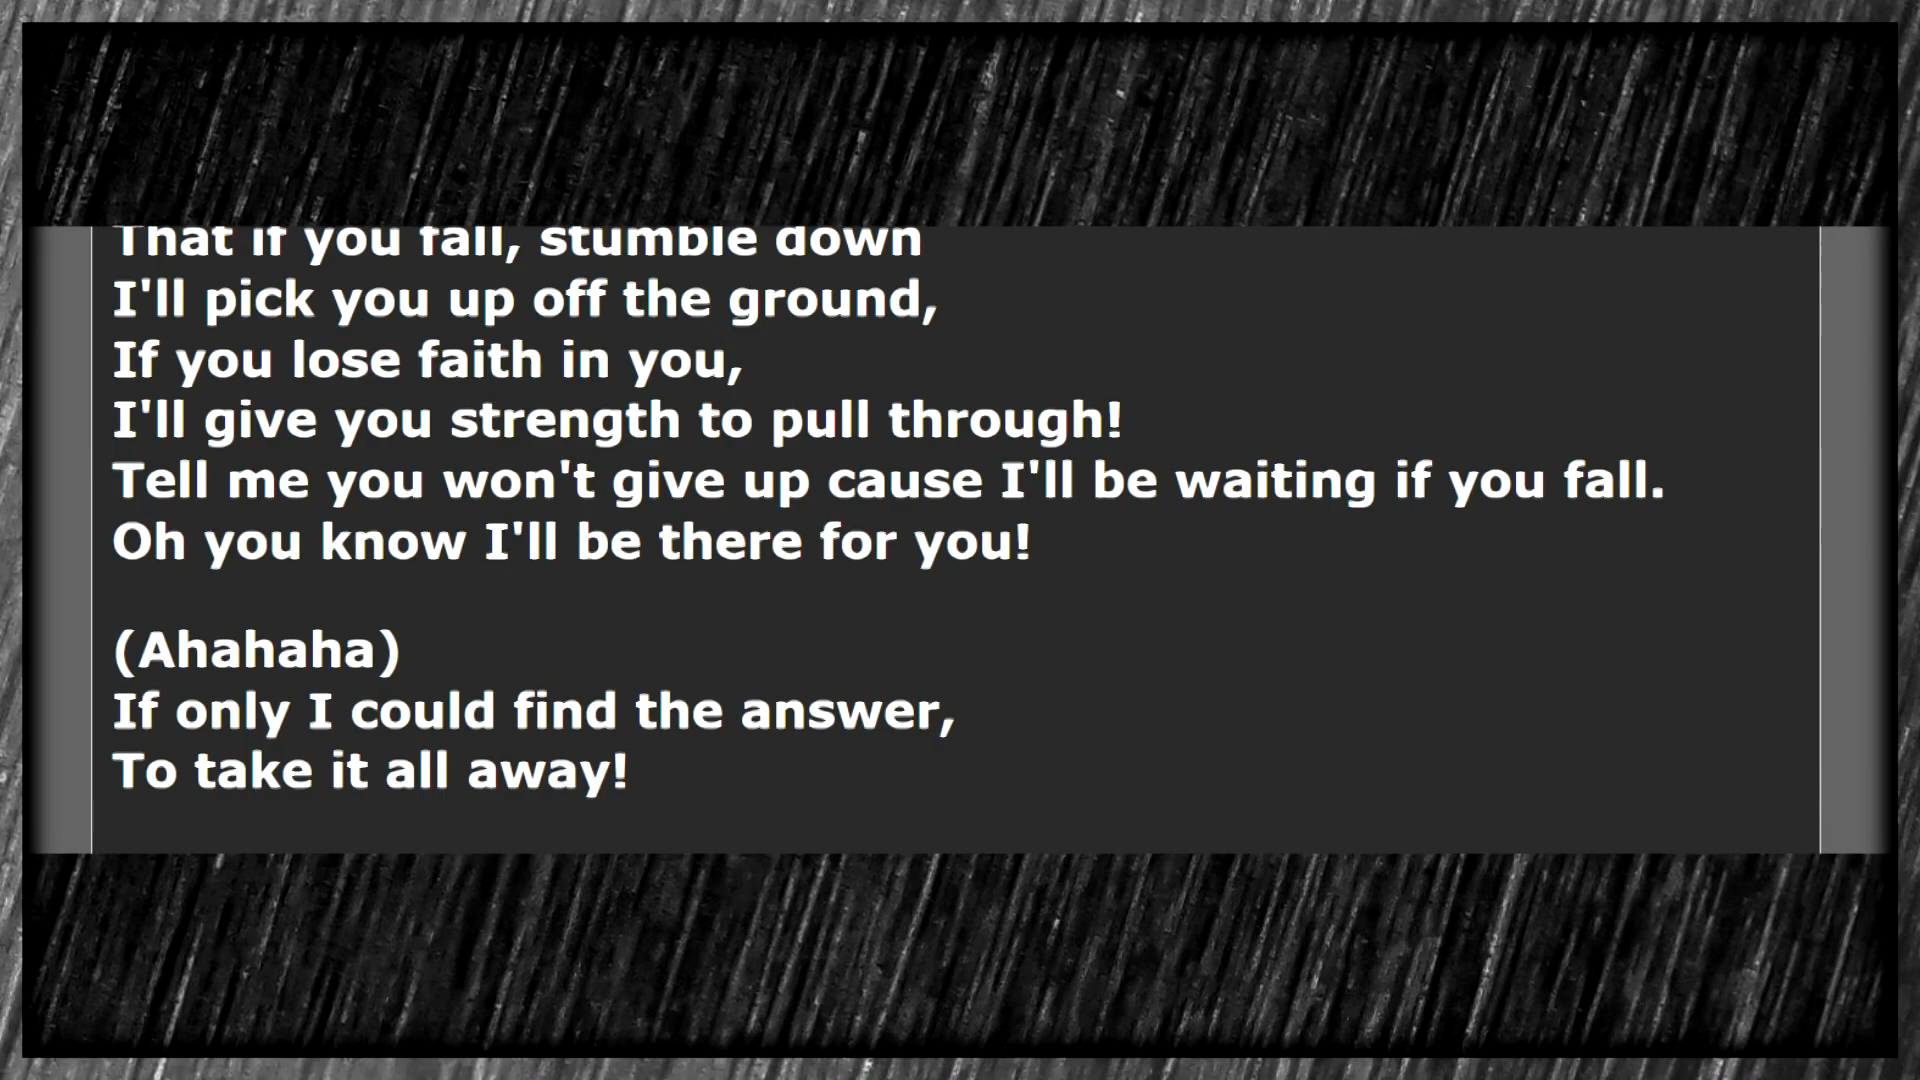 That if you fall, stumble down
I'll pick you up off the ground,
If you lose faith in you,
I'll give you strength to pull through!
Tell me you won't give up cause I'll be waiting if you fall.
Oh you know I'll be there for you!
(Ahahaha)
If only I could find the answer,
To take it all away!